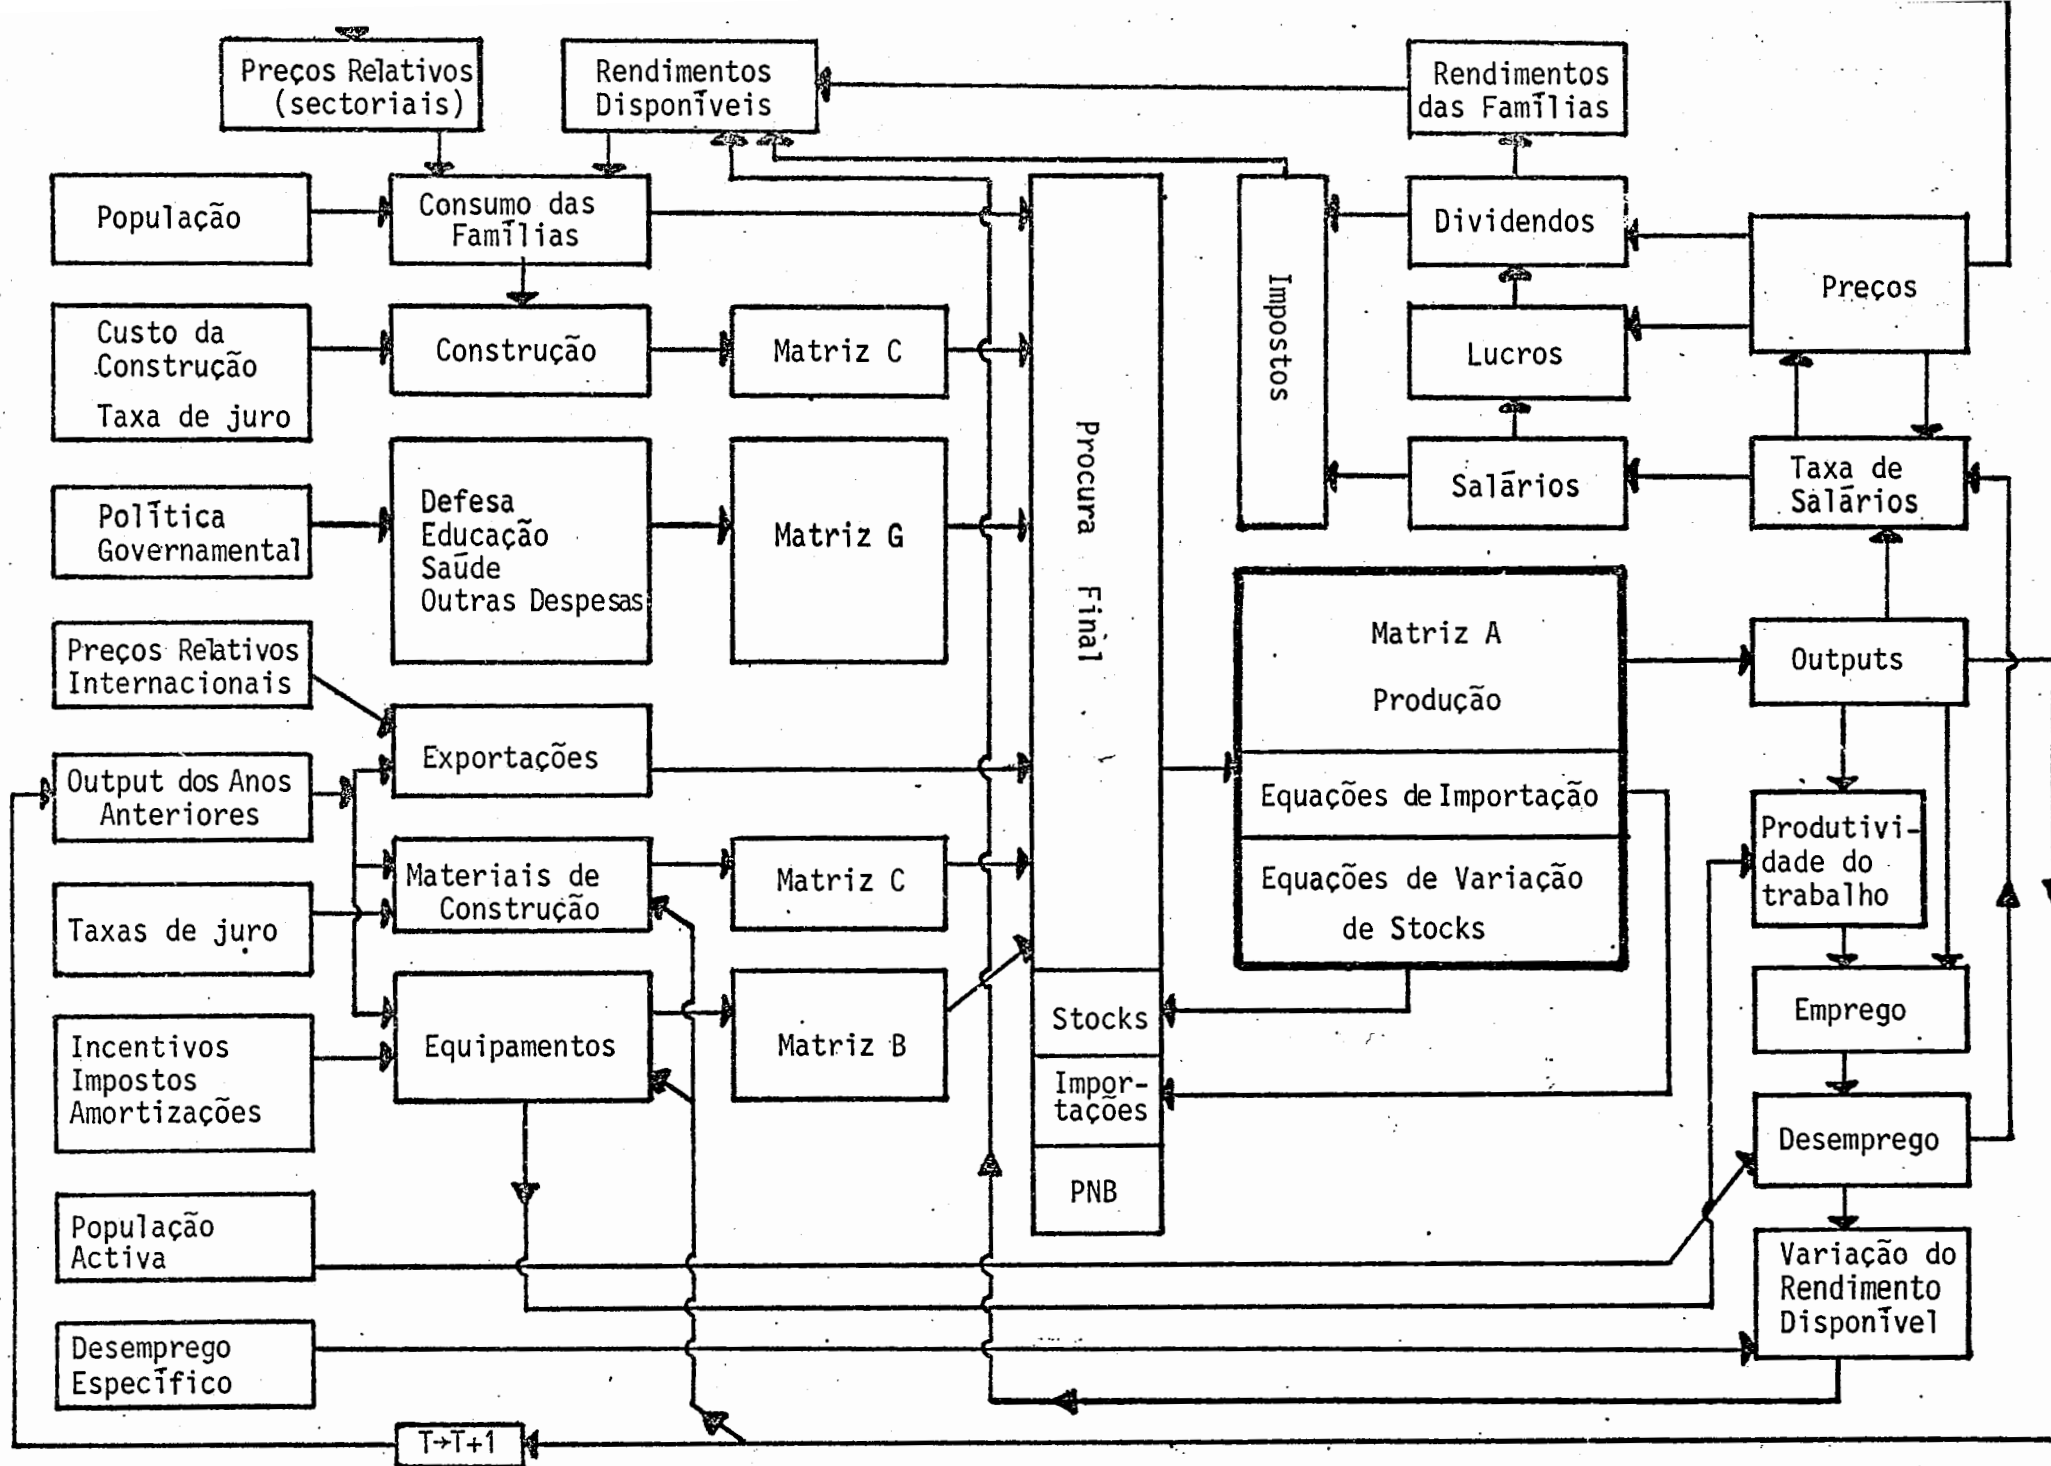 Preços Relativos
(sectoriais)
Rendimentos
Disponíveis
Rendimentos
das Famílias
População
Consumo das
Famílias
Dividendos
Preços
Custo da
Construção
Taxa de juro
Construção
Matriz C
Impostos
Lucros
Política
Governamental
Defesa
Educação
Saúde
Outras Despesas
Matriz G
Procura Final
Salários
Taxa de
Salários
Preços Relativos
Internacionais
Exportações
Matriz A
Produção
Outputs
Output dos Anos
Anteriores
Equações de Importação
Produtivi-
dade do
trabalho
Materiais de
Construção
Matriz C
Equações de Variação
de Stocks
Taxas de juro
Equipamentos
Matriz B
Stocks
Emprego
Incentivos
Impostos
Amortizações
Impor-
tações
Desemprego
PNB
População
Activa
Variação do
Rendimento
Disponível
Desemprego
Específico
T→T+1